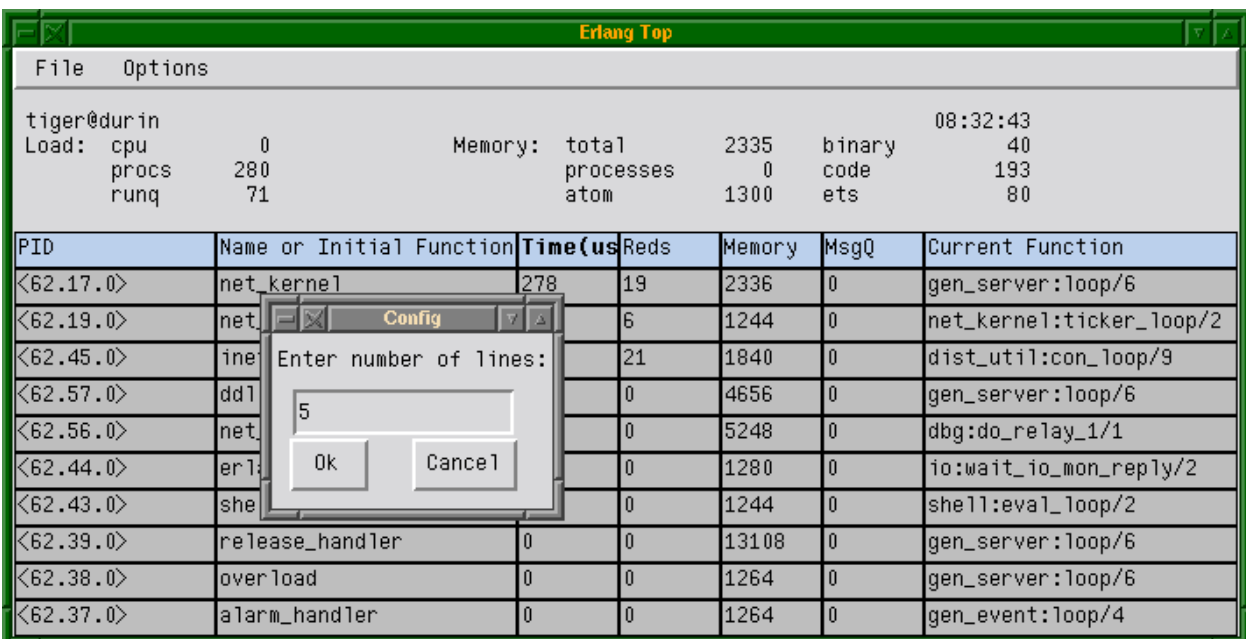 Erlang Top
File Options
tiger@durin 08:32:43
Load: cpu 0 Memory: total 2335 binary 40
procs 280 processes 0 code 193
runq 71 atom 1300 ets 80
PID Name or Initial Function Time(us Reds Memory MsgQ Current Function
<62.17.0> net_kernel 278 19 2336 0 gen_server:loop/6
<62.19.0> net_ 6 1244 0 net_kernel:ticker_loop/2
<62.45.0> ine 21 1840 0 dist_util:con_loop/9
<62.57.0> ddl 0 4656 0 gen_server:loop/6
<62.56.0> net_ 0 5248 0 dbg:do_relay_1/1
<62.44.0> erl 0 1280 0 io:wait_io_mon_reply/2
<62.43.0> she 0 1244 0 shell:eval_loop/2
<62.39.0> release_handler 0 0 13108 0 gen_server:loop/6
<62.38.0> overload 0 0 1264 0 gen_server:loop/6
<62.37.0> alarm_handler 0 0 1264 0 gen_event:loop/4
Config
Enter number of lines:
5
Ok Cancel